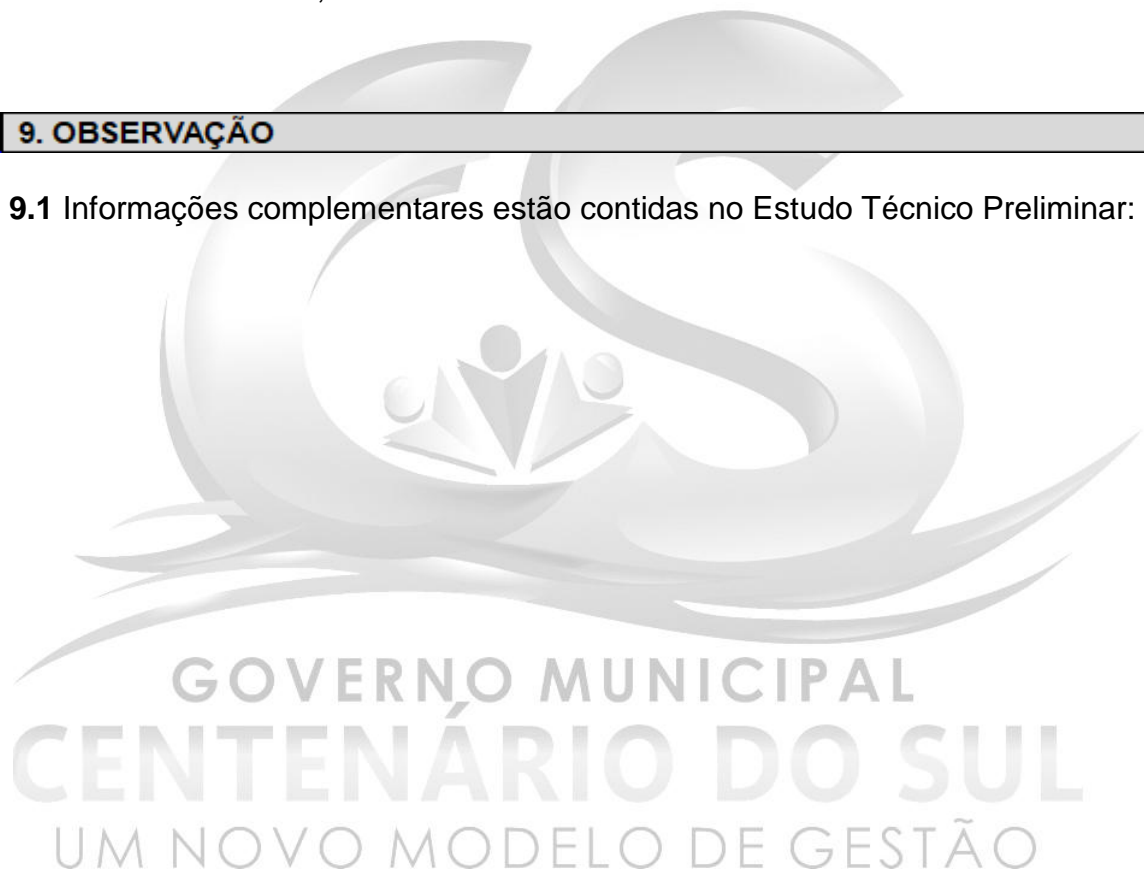 9. OBSERVAÇÃO
9.1 Informações complementares estão contidas no Estudo Técnico Preliminar:
GOVERNO MUNICIPAL
CENTENÁRIO DO SUL
UM NOVO MODELO DE GESTÃO